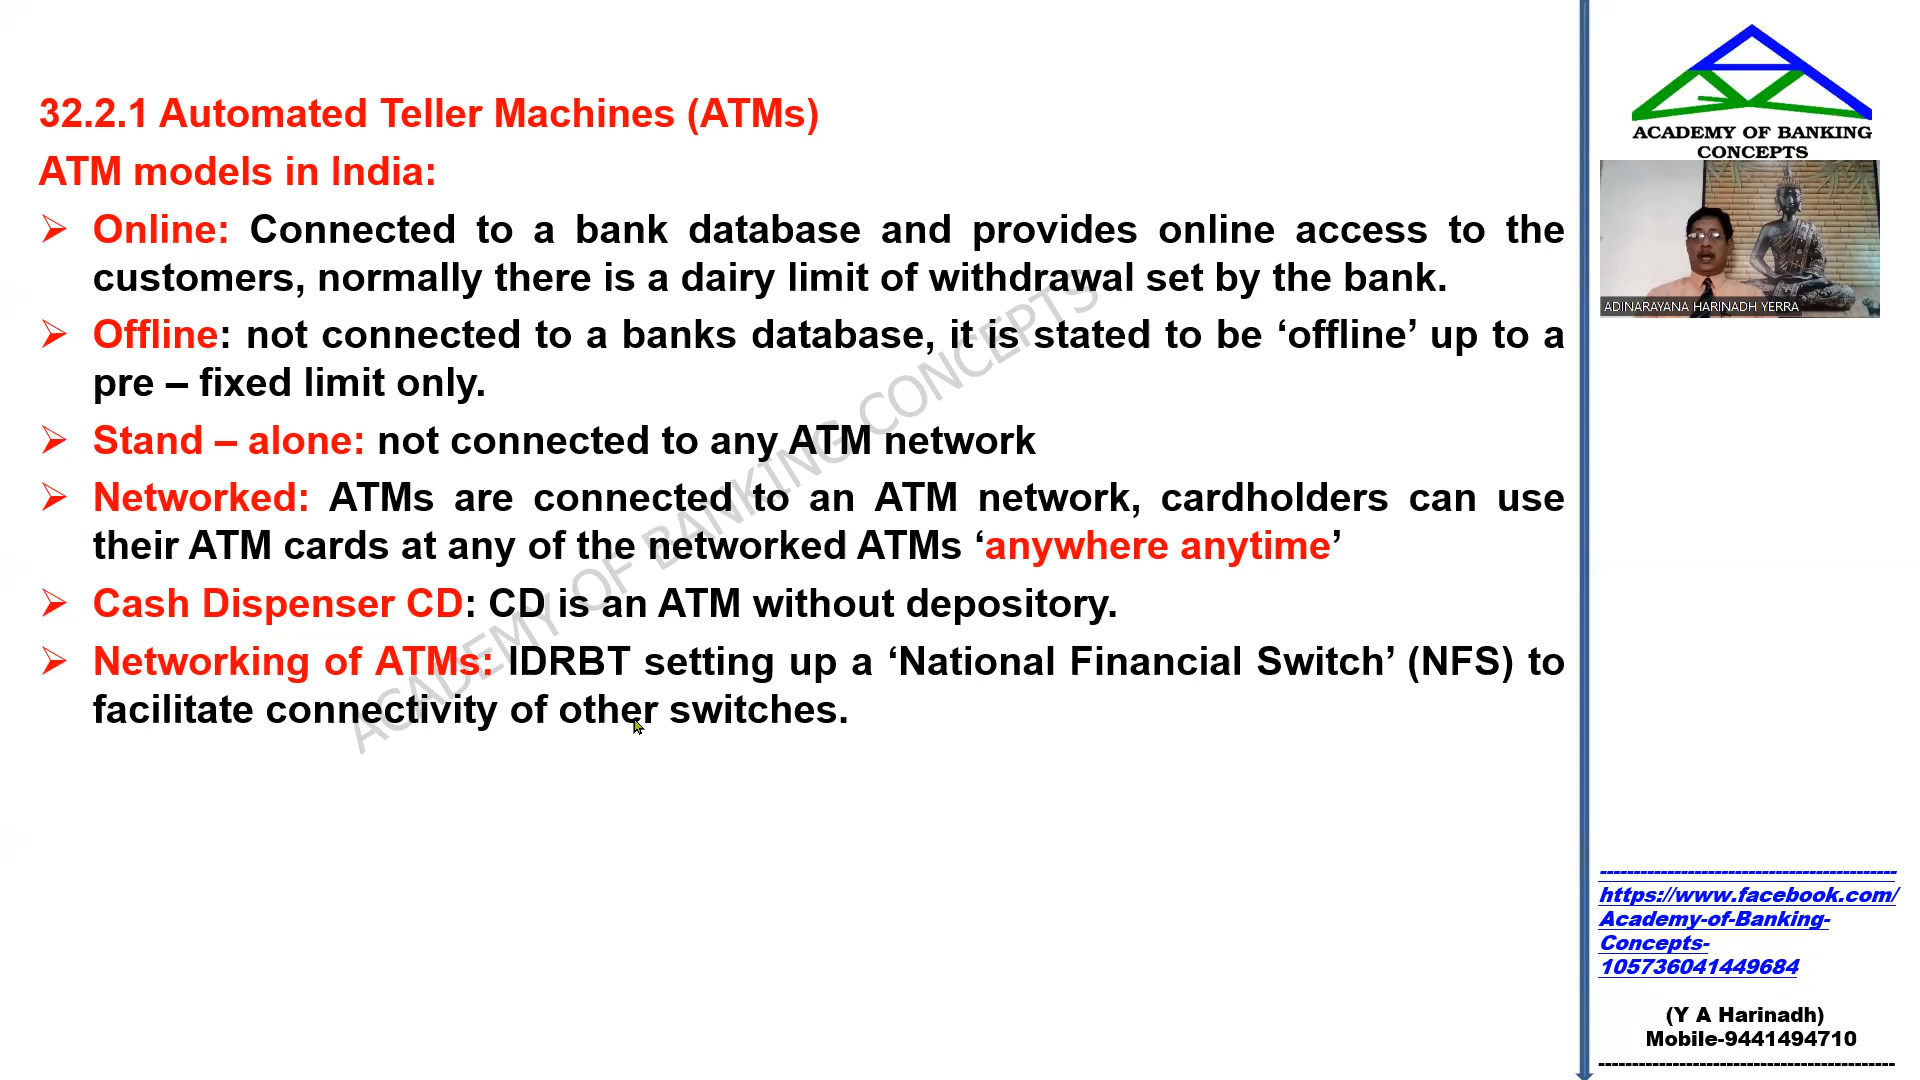 32.2.1 Automated Teller Machines (ATMs)
ATM models in India:
➢ Online: Connected to a bank database and provides online access to the
customers, normally there is a dairy limit of withdrawal set by the bank.
➢ Offline: not connected to a banks database, it is stated to be ‘offline’ up to a
pre – fixed limit only.
➢ Stand – alone: not connected to any ATM network
➢ Networked: ATMs are connected to an ATM network, cardholders can use
their ATM cards at any of the networked ATMs ‘anywhere anytime’
➢ Cash Dispenser CD: CD is an ATM without depository.
➢ Networking of ATMs: IDRBT setting up a ‘National Financial Switch’ (NFS) to
facilitate connectivity of other switches.
ACADEMY OF BANKING CONCEPTS
ACADEMY OF BANKING
CONCEPTS
ADINARAYANA HARINADH YERRA
--------------------------------------------
https://www.facebook.com/
Academy-of-Banking-
Concepts-
105736041449684
(Y A Harinadh)
Mobile-9441494710
--------------------------------------------